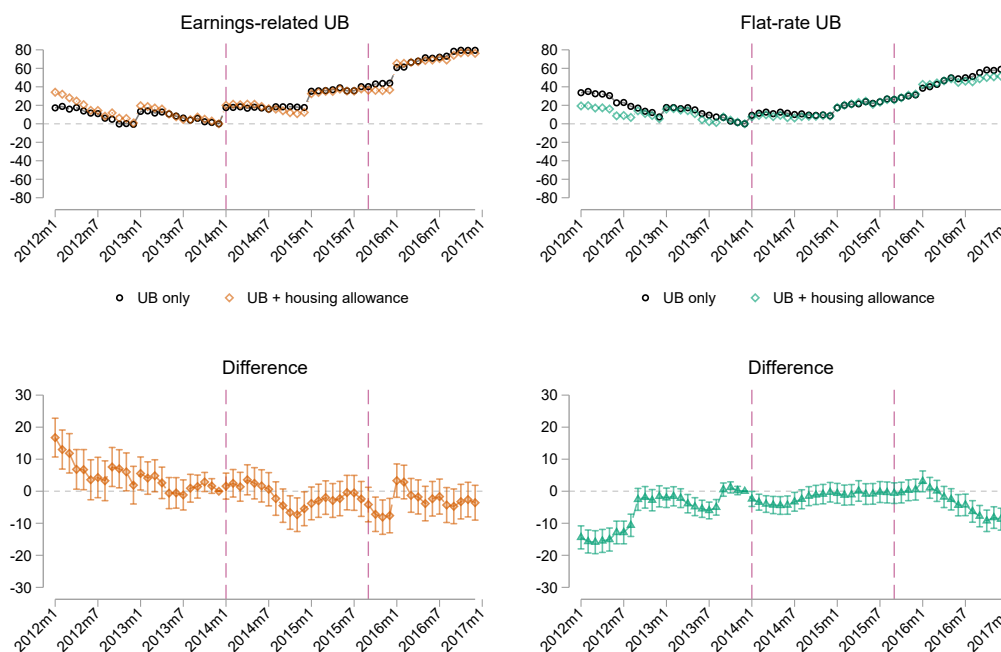 Earnings-related UB
80
60
40
20
0
-20
-40
-60
-80
2012m1
2012m7
2013m1
2013m7
2014m1
2014m7
2015m1
2015m7
2016m1
2016m7
2017m1
UB only
UB + housing allowance
Flat-rate UB
80
60
40
20
0
-20
-40
-60
-80
2012m1
2012m7
2013m1
2013m7
2014m1
2014m7
2015m1
2015m7
2016m1
2016m7
2017m
UB only
UB + housing allowance
Difference
30
20
10
0
-10
-20
-30
2012m1
2012m7
2013m1
2013m7
2014m1
2014m7
2015m1
2015m7
2016m1
2016m7
2017m1
Difference
30
20
10
0
-10
-20
-30
2012m1
2012m7
2013m1
2013m7
2014m1
2014m7
2015m1
2015m7
2016m1
2016m7
2017m